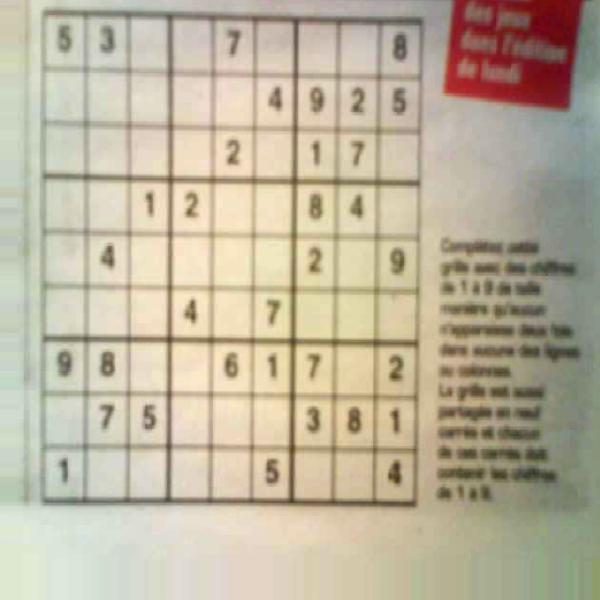 des jeux
dans l'édition
de lundi
5 3 7 8
4 9 2 5
2 1 7
1 2 8 4
4 2 9
4 7
9 8 6 1 7 2
7 5 3 8 1
1 5 4
Complétez cette
grille avec des chiffres
de 1 à 9 de telle
manière qu'aucun
n'apparaisse deux fois
dans aucune des lignes
ou colonnes.
La grille est aussi
partagée en neuf
carrés et chacun
de ces carrés doit
contenir les chiffres
de 1 à 9.